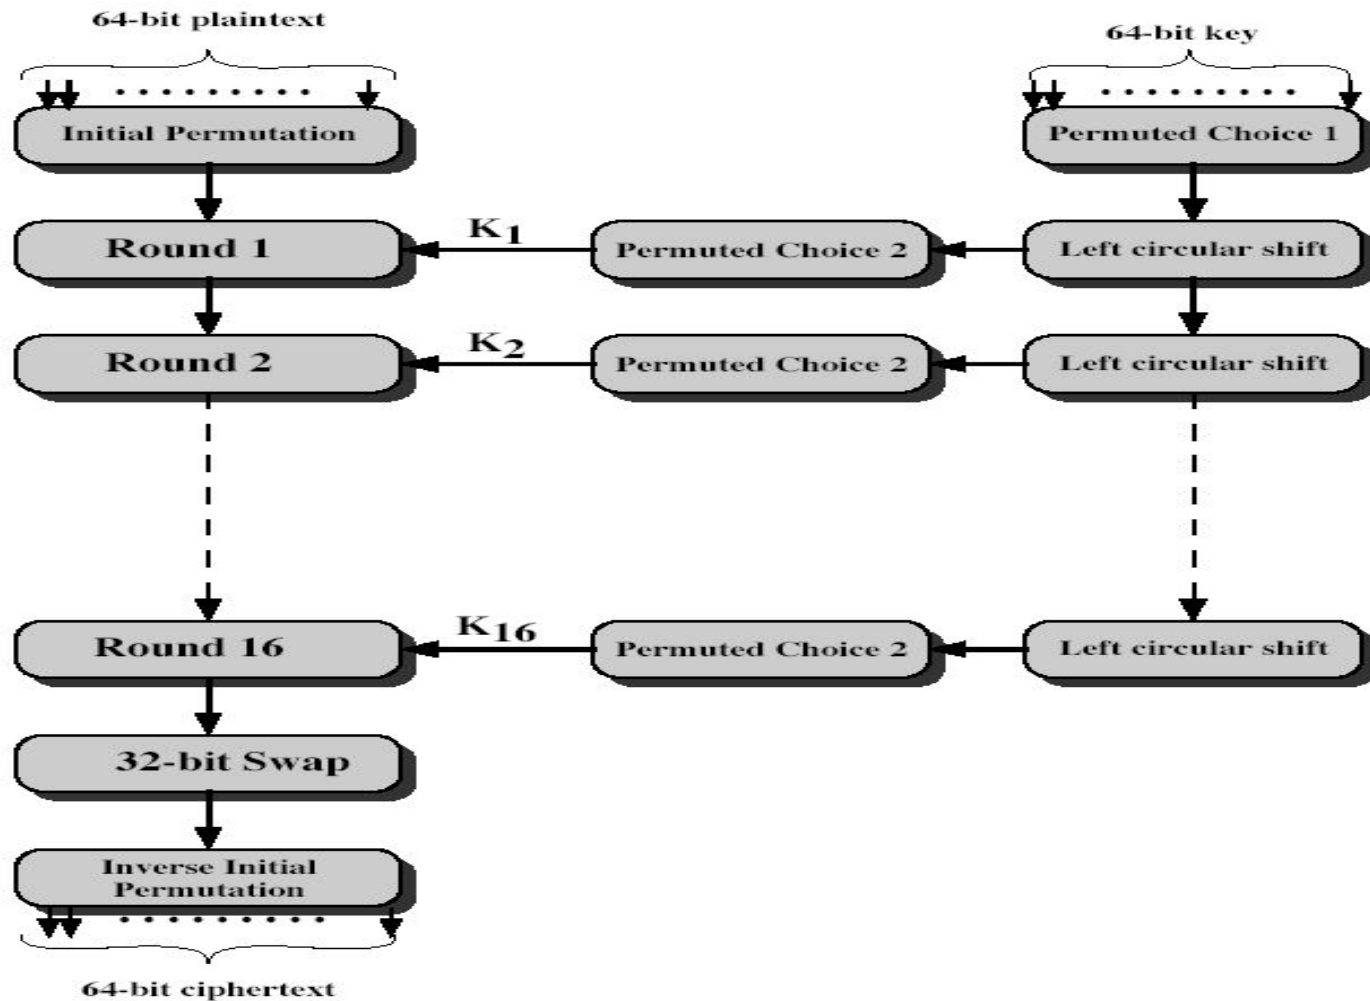 64-bit plaintext
64-bit key
Initial Permutation
Permuted Choice 1
Round 1
K1
Permuted Choice 2
Left circular shift
Round 2
K2
Permuted Choice 2
Left circular shift
Round 16
K16
Permuted Choice 2
Left circular shift
32-bit Swap
Inverse Initial
Permutation
64-bit ciphertext